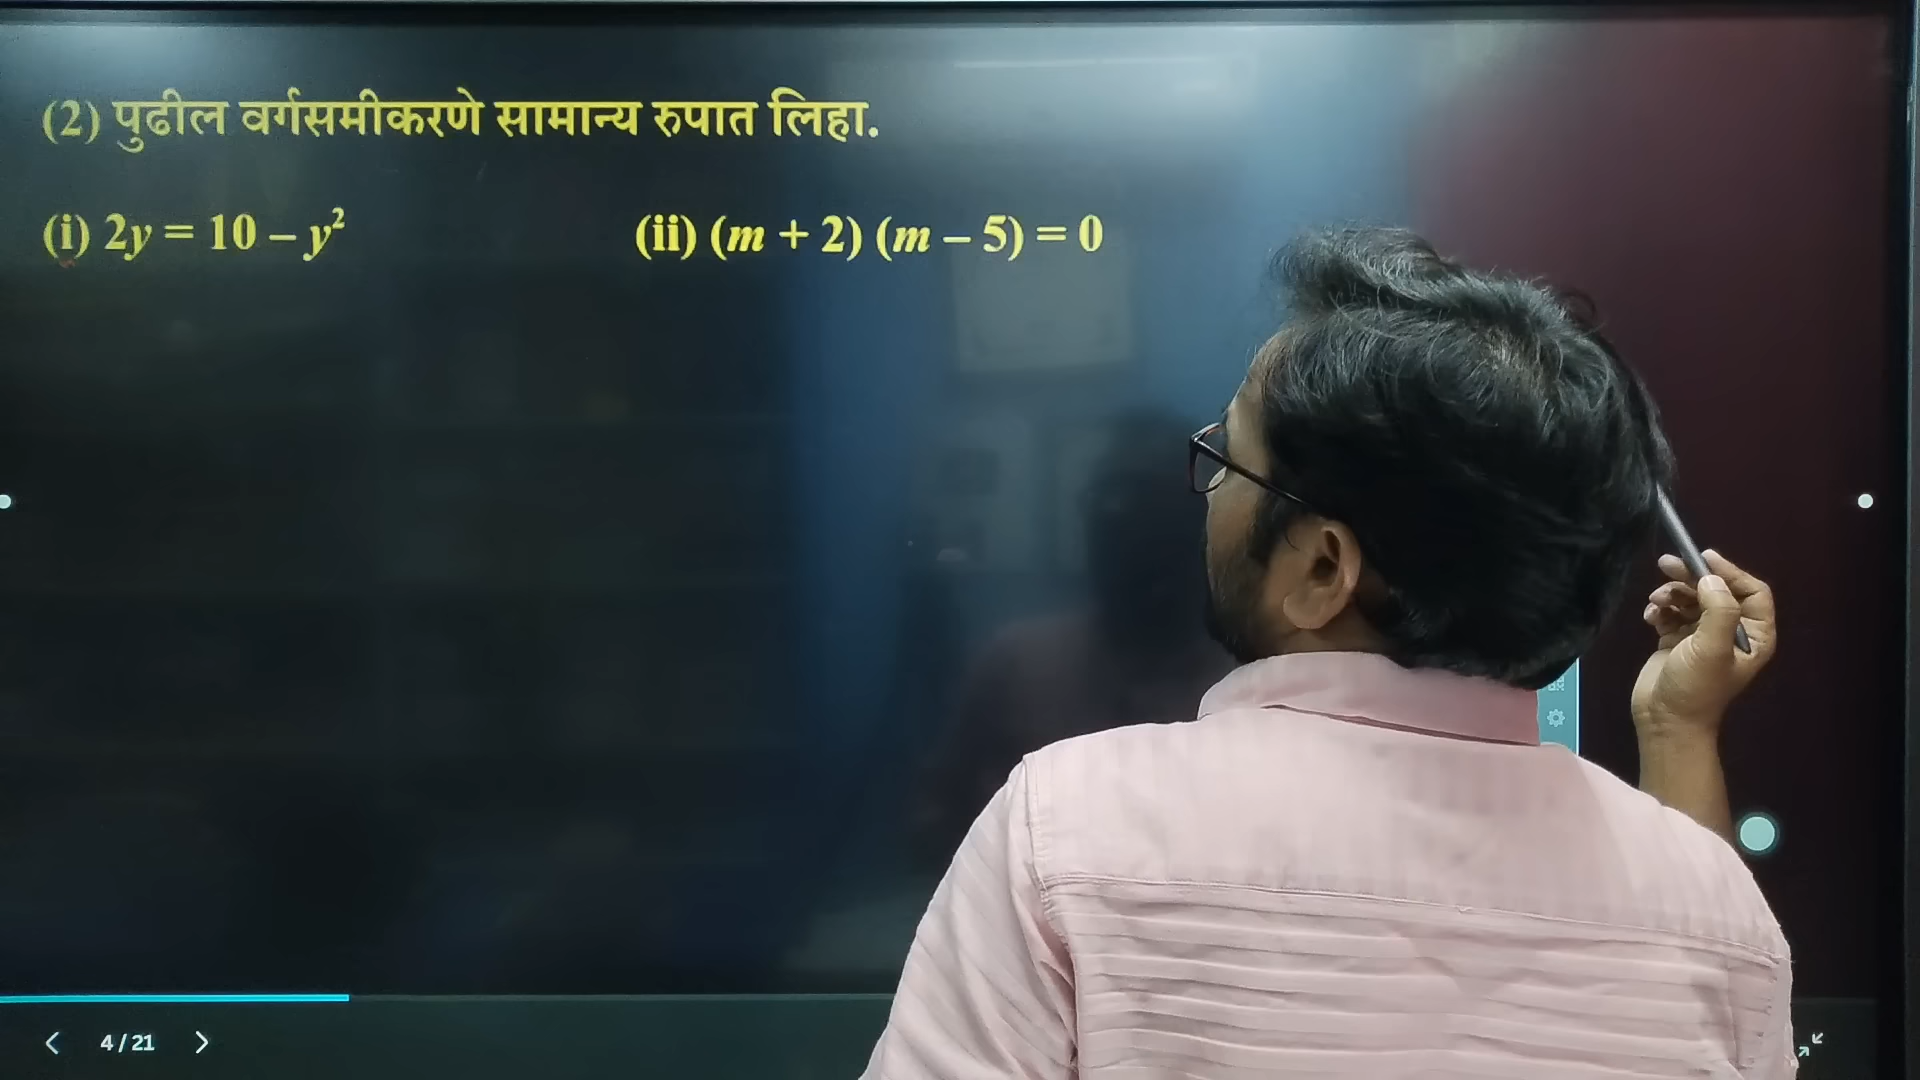 (2) पुढील वर्गसमीकरणे सामान्य रुपात लिहा.
(i) 2y = 10 – y²
(ii) (m + 2) (m – 5) = 0
4 / 21